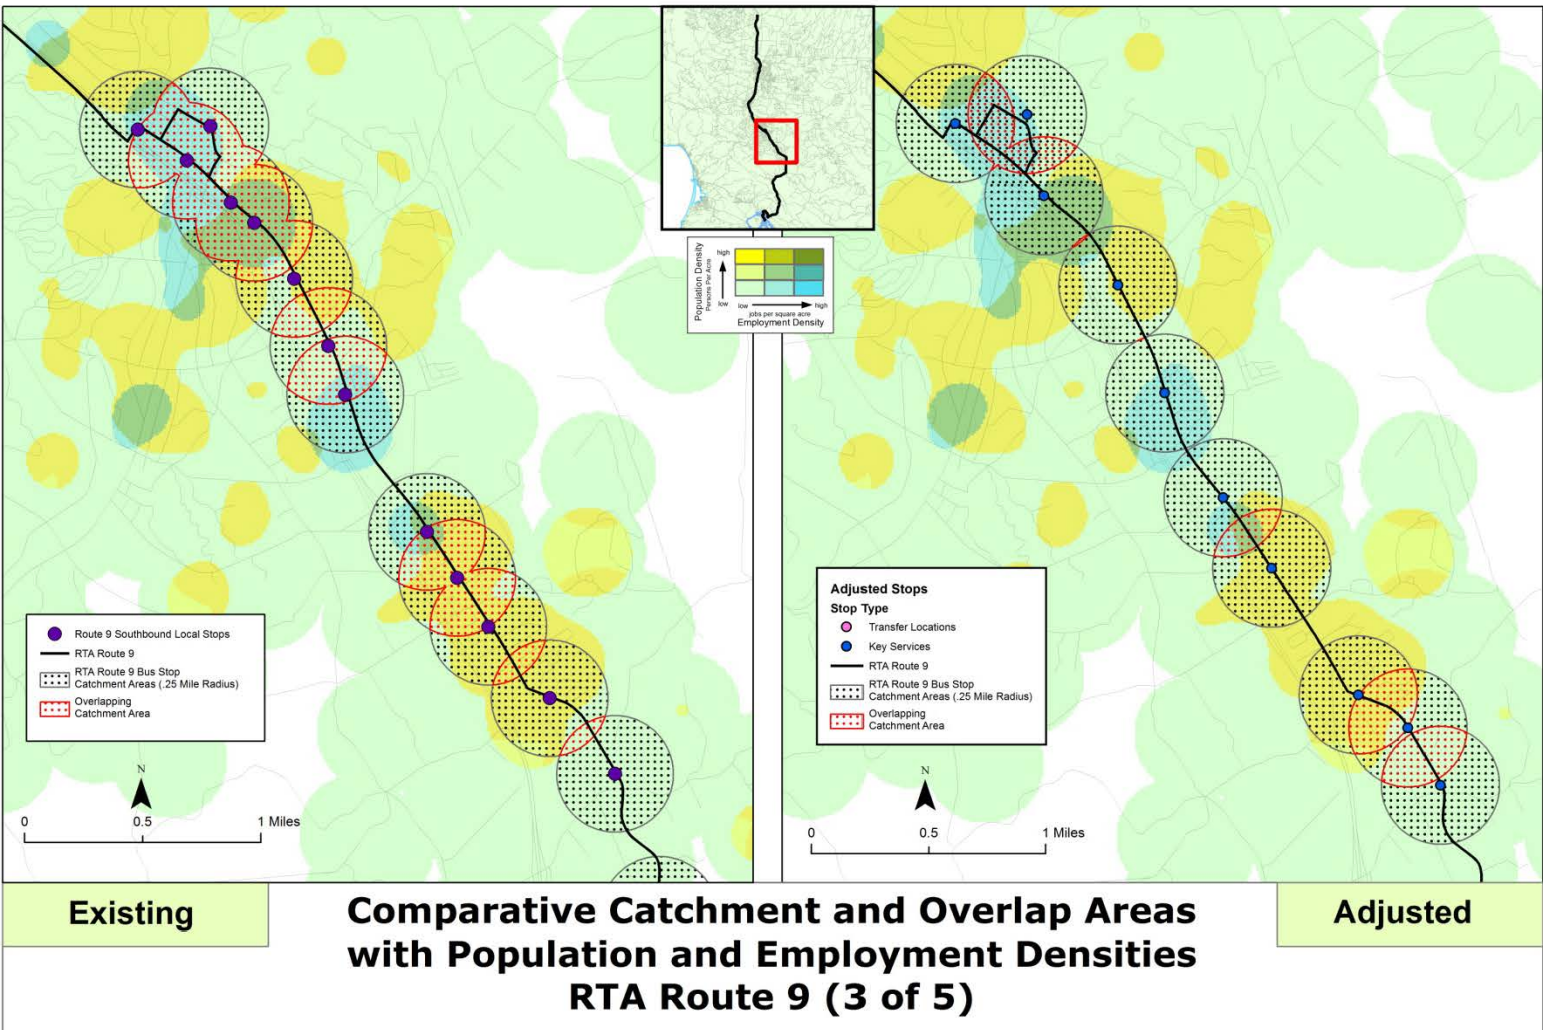 Population Density
Persons Per Acre
high
low
low
high
jobs per square acre
Employment Density
Route 9 Southbound Local Stops
RTA Route 9
RTA Route 9 Bus Stop
Catchment Areas (.25 Mile Radius)
Overlapping
Catchment Area
N
0
0.5
1 Miles
Adjusted Stops
Stop Type
Transfer Locations
Key Services
RTA Route 9
RTA Route 9 Bus Stop
Catchment Areas (.25 Mile Radius)
Overlapping
Catchment Area
N
0
0.5
1 Miles
Existing
Comparative Catchment and Overlap Areas
with Population and Employment Densities
RTA Route 9 (3 of 5)
Adjusted